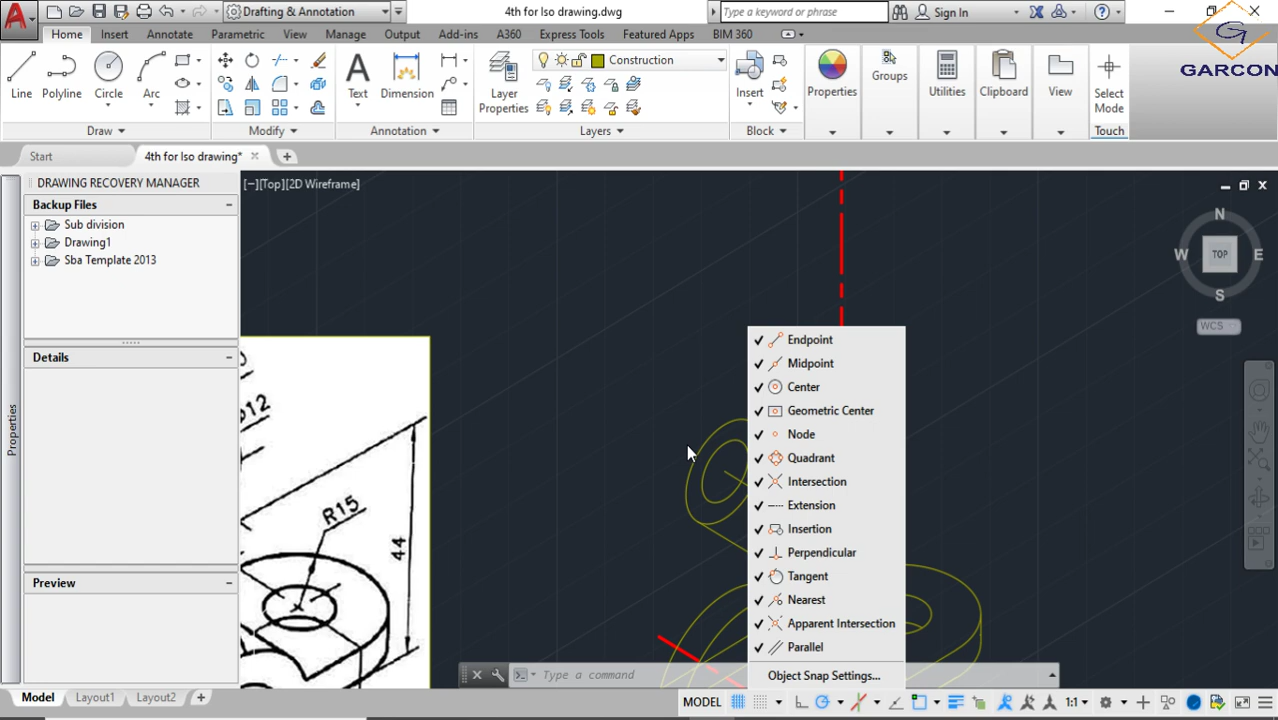 Drafting & Annotation
4th for Iso drawing.dwg
Type a keyword or phrase
Sign In
GARCON
Home Insert Annotate Parametric View Manage Output Add-ins A360 Express Tools Featured Apps BIM 360
Construction
Line Polyline Circle Arc Text Dimension Layer Properties Insert Properties Groups Utilities Clipboard View Select Mode
Draw Modify Annotation Layers Block Touch
Start 4th for Iso drawing*
DRAWING RECOVERY MANAGER
[−][Top][2D Wireframe]
Backup Files
Sub division
Drawing1
Sba Template 2013
Details
Preview
Properties
N
W TOP E
S
WCS
R15
44
Endpoint
Midpoint
Center
Geometric Center
Node
Quadrant
Intersection
Extension
Insertion
Perpendicular
Tangent
Nearest
Apparent Intersection
Parallel
Object Snap Settings...
Type a command
Model Layout1 Layout2
MODEL 1:1